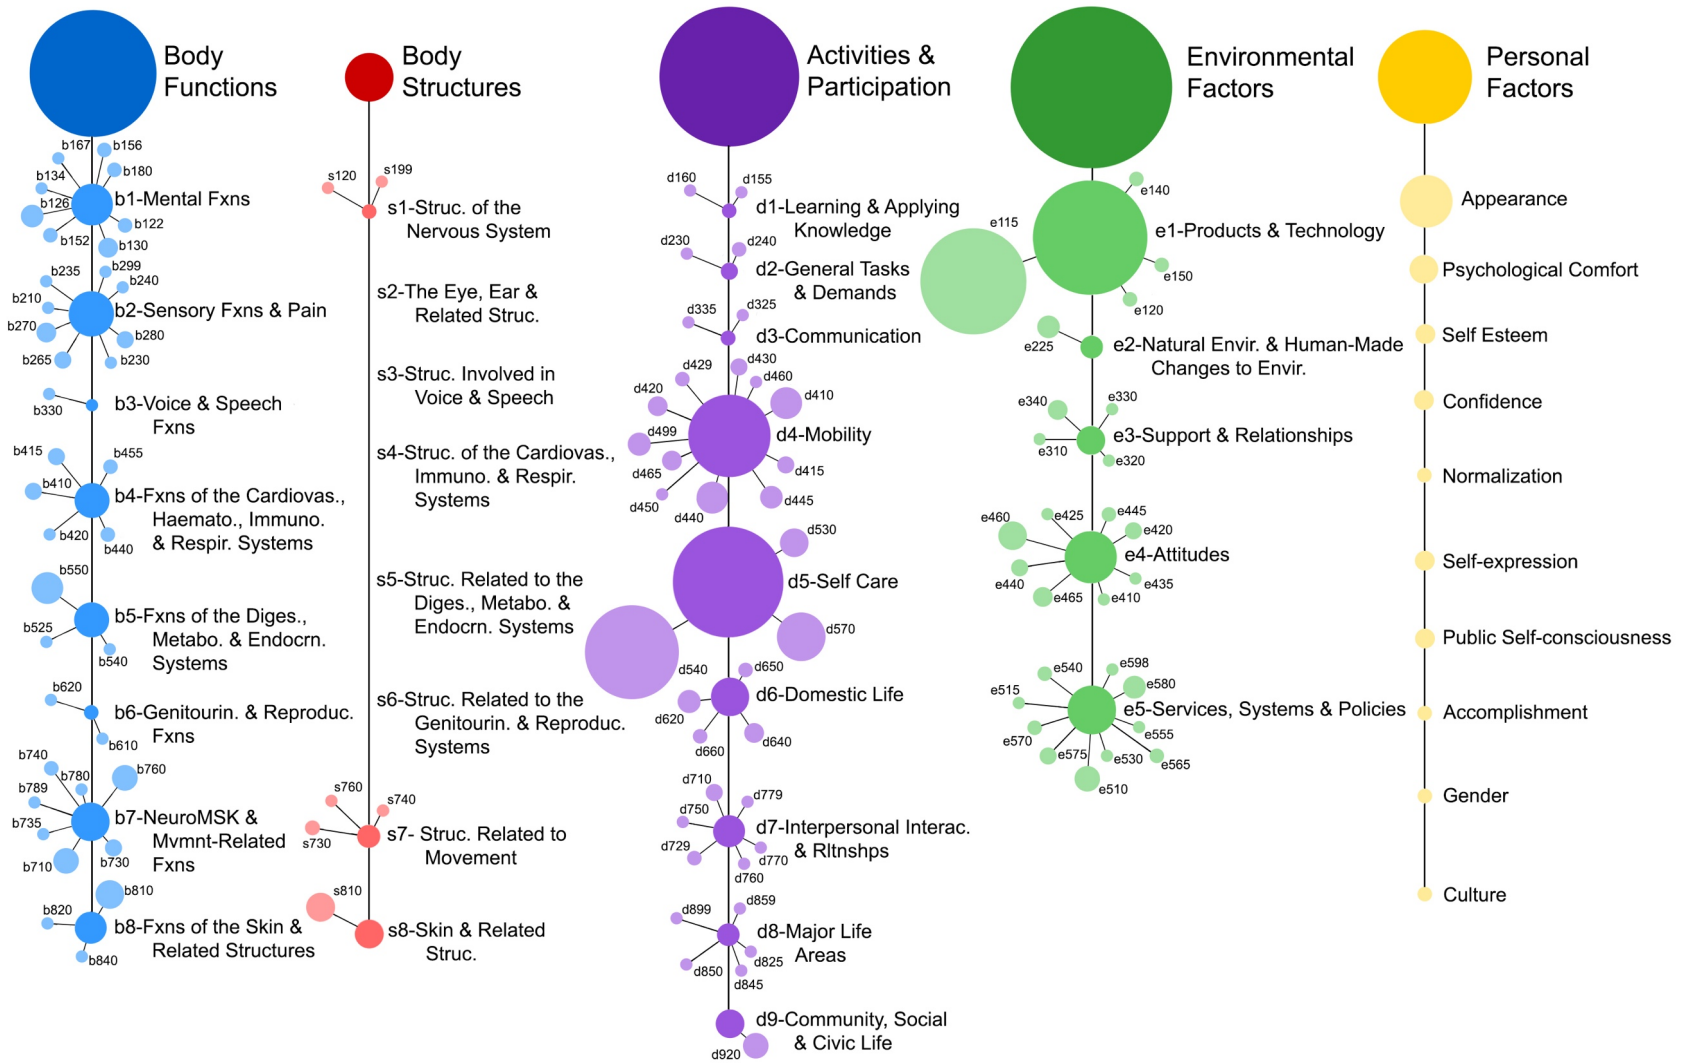 Body
Functions
b167
b156
b134
b180
b126
b1-Mental Fxns
b122
b152
b130
b235
b299
b240
b210
b2-Sensory Fxns & Pain
b270
b280
b265
b230
b330
b3-Voice & Speech
Fxns
b415
b455
b410
b4-Fxns of the Cardiovas.,
Haemato., Immuno.
& Respir. Systems
b420
b440
b550
b5-Fxns of the Diges.,
Metabo. & Endocrn.
Systems
b525
b540
b620
b6-Genitourin. & Reproduc.
Fxns
b610
b740
b780
b760
b789
b7-NeuroMSK &
Mvmnt-Related
Fxns
b735
b710
b730
b810
b820
b8-Fxns of the Skin &
Related Structures
b840
Body
Structures
s120
s199
s1-Struc. of the
Nervous System
s2-The Eye, Ear &
Related Struc.
s3-Struc. Involved in
Voice & Speech
s4-Struc. of the Cardiovas.,
Immuno. & Respir.
Systems
s5-Struc. Related to the
Diges., Metabo. &
Endocrn. Systems
s6-Struc. Related to the
Genitourin. & Reproduc.
Systems
s760
s740
s730
s7- Struc. Related to
Movement
s810
s8-Skin & Related
Struc.
Activities &
Participation
d160
d155
d1-Learning & Applying
Knowledge
d230
d240
d2-General Tasks
& Demands
d335
d325
d3-Communication
d429
d430
d460
d420
d410
d499
d4-Mobility
d465
d415
d450
d440
d445
d530
d5-Self Care
d570
d540
d650
d6-Domestic Life
d620
d660
d640
d710
d779
d750
d7-Interpersonal Interac.
& Rltnshps
d729
d770
d760
d899
d859
d8-Major Life
Areas
d825
d850
d845
d9-Community, Social
& Civic Life
d920
Environmental
Factors
e140
e115
e1-Products & Technology
e150
e120
e225
e2-Natural Envir. & Human-Made
Changes to Envir.
e340
e330
e3-Support & Relationships
e310
e320
e460
e425
e445
e420
e4-Attitudes
e440
e435
e465
e410
e540
e598
e580
e515
e5-Services, Systems & Policies
e570
e555
e575
e530
e565
e510
Personal
Factors
Appearance
Psychological Comfort
Self Esteem
Confidence
Normalization
Self-expression
Public Self-consciousness
Accomplishment
Gender
Culture